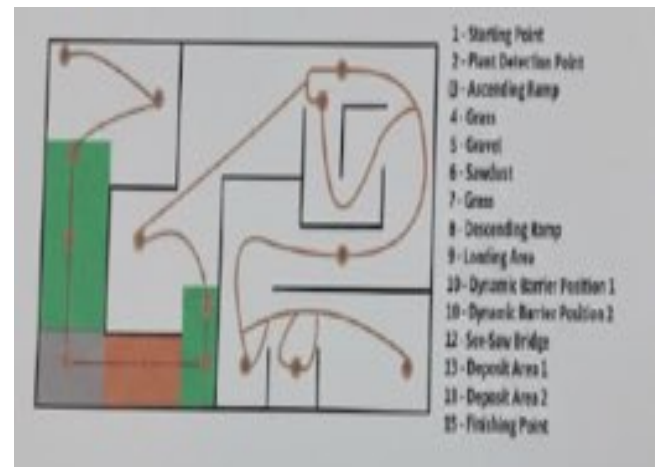 1 - Starting Point
2 - Plant Detection Point
3 - Ascending Ramp
4 - Grass
5 - Gravel
6 - Sawdust
7 - Grass
8 - Descending Ramp
9 - Loading Area
10 - Dynamic Barrier Position 1
10 - Dynamic Barrier Position 2
12 - See-Saw Bridge
13 - Deposit Area 1
14 - Deposit Area 2
15 - Finishing Point